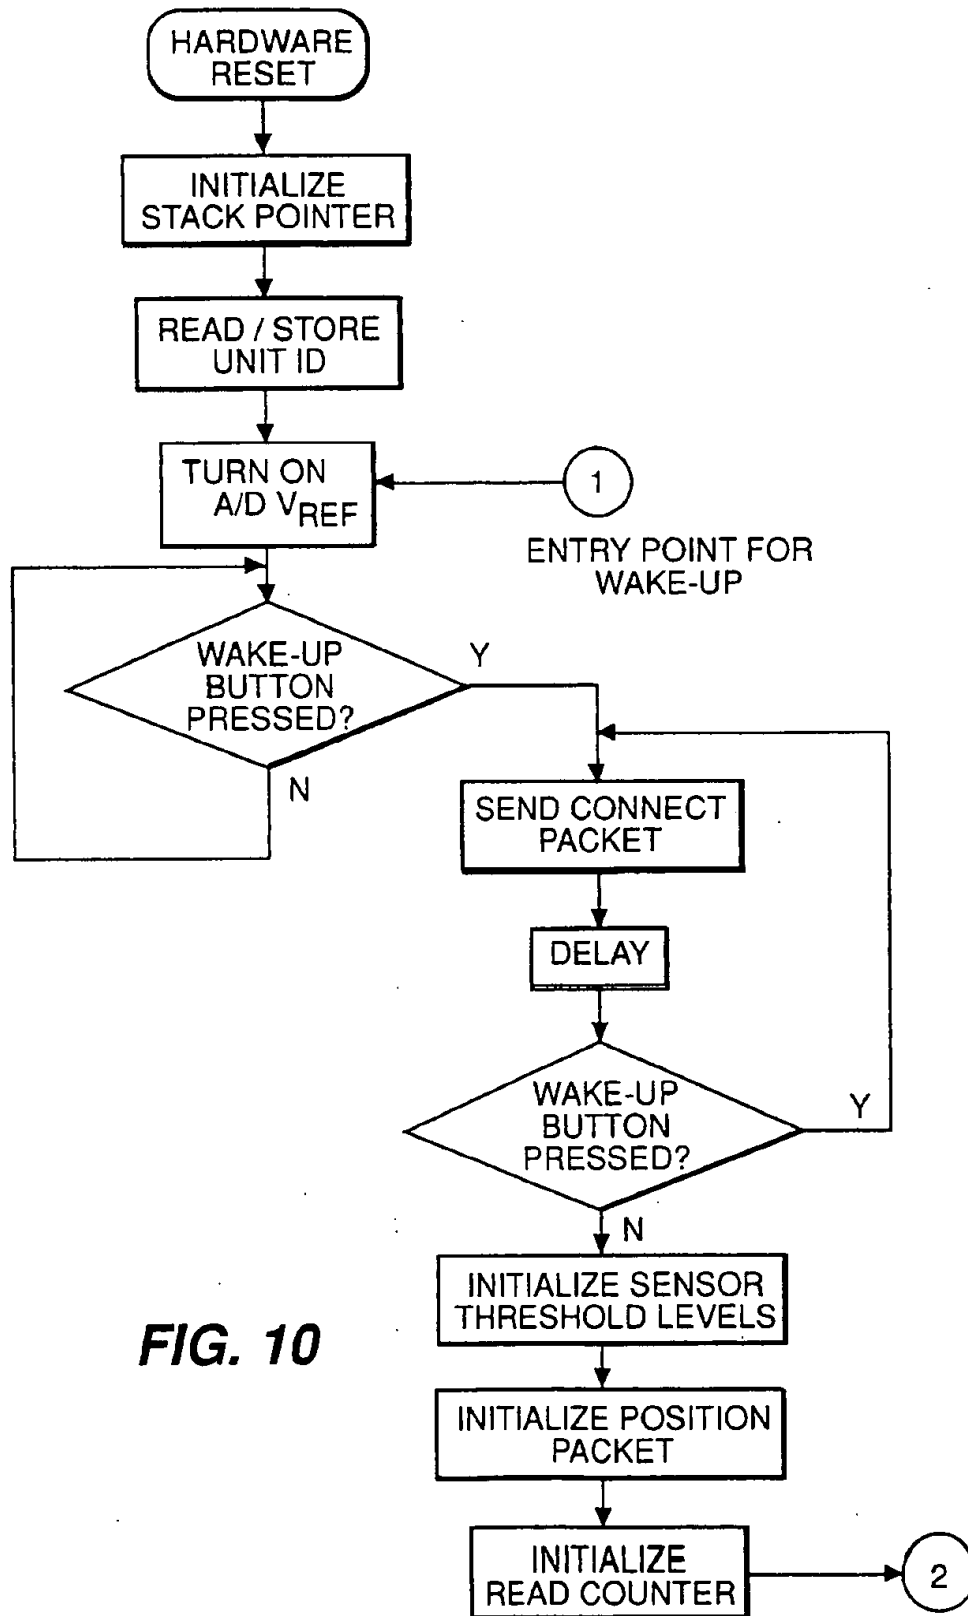 HARDWARE
RESET
INITIALIZE
STACK POINTER
READ / STORE
UNIT ID
TURN ON
A/D VREF
1
ENTRY POINT FOR
WAKE-UP
WAKE-UP
BUTTON
PRESSED?
Y
N
SEND CONNECT
PACKET
DELAY
WAKE-UP
BUTTON
PRESSED?
Y
N
INITIALIZE SENSOR
THRESHOLD LEVELS
FIG. 10
INITIALIZE POSITION
PACKET
INITIALIZE
READ COUNTER
2